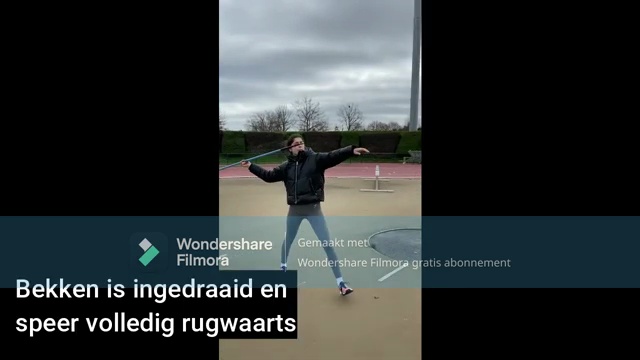 Wondershare
Filmora
Gemaakt met
Wondershare Filmora gratis abonnement
Bekken is ingedraaid en
speer volledig rugwaarts